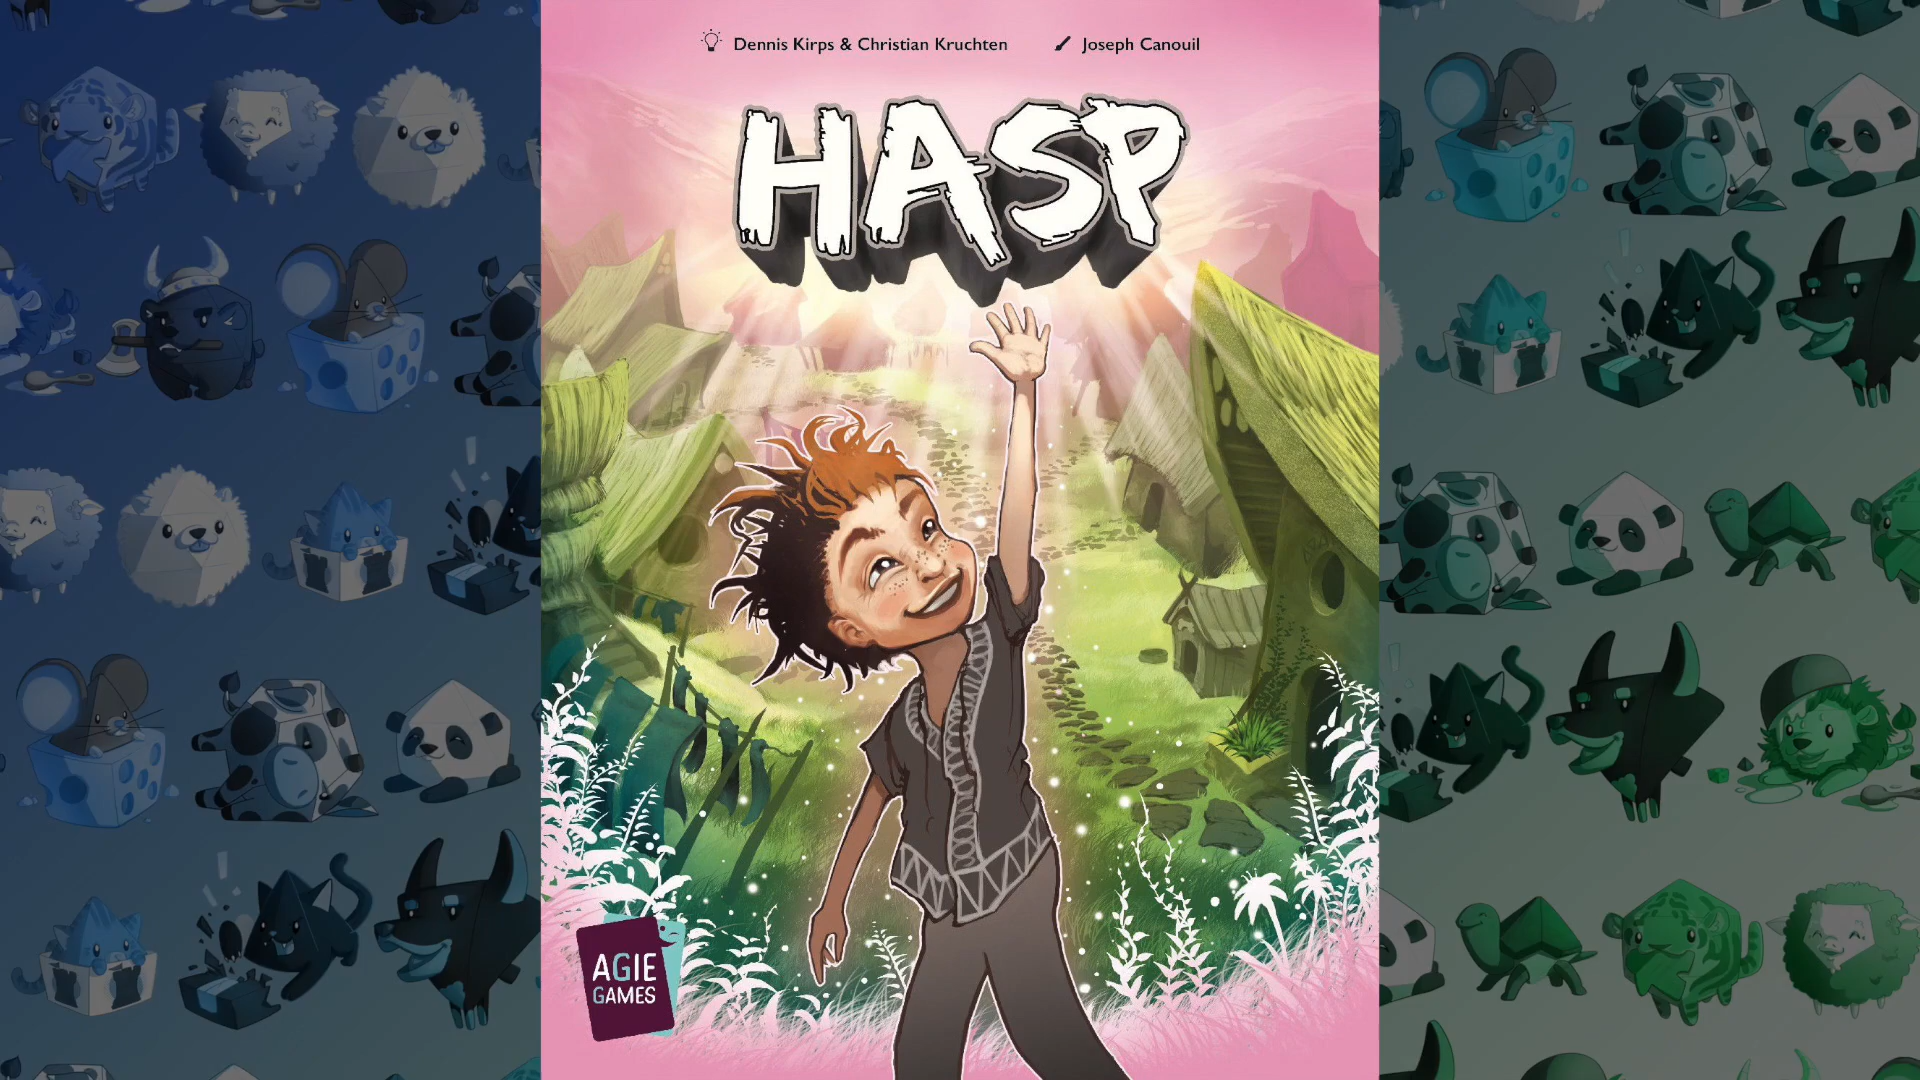 Dennis Kirps & Christian Kruchten
Joseph Canouil
HASP
AGIE
GAMES